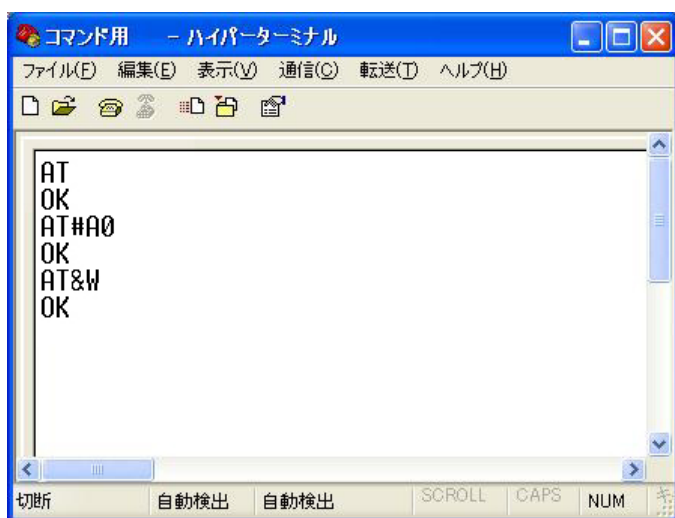 コマンド用 - ハイパーターミナル
ファイル(F) 編集(E) 表示(V) 通信(C) 転送(T) ヘルプ(H)
AT
OK
AT#A0
OK
AT&W
OK
切断 自動検出 自動検出 SCROLL CAPS NUM キ